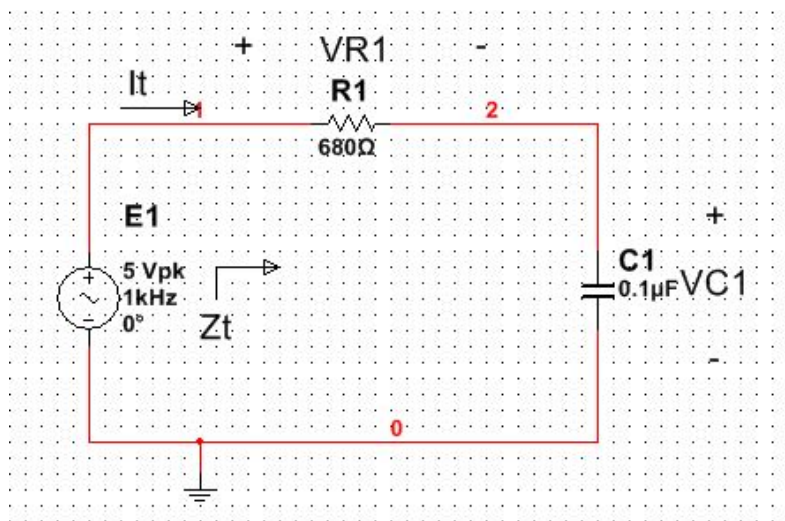 + VR1 -
It
R1
1
2
680Ω
E1
+
5 Vpk
1kHz
0°
Zt
C1
0.1µF
VC1
-
0